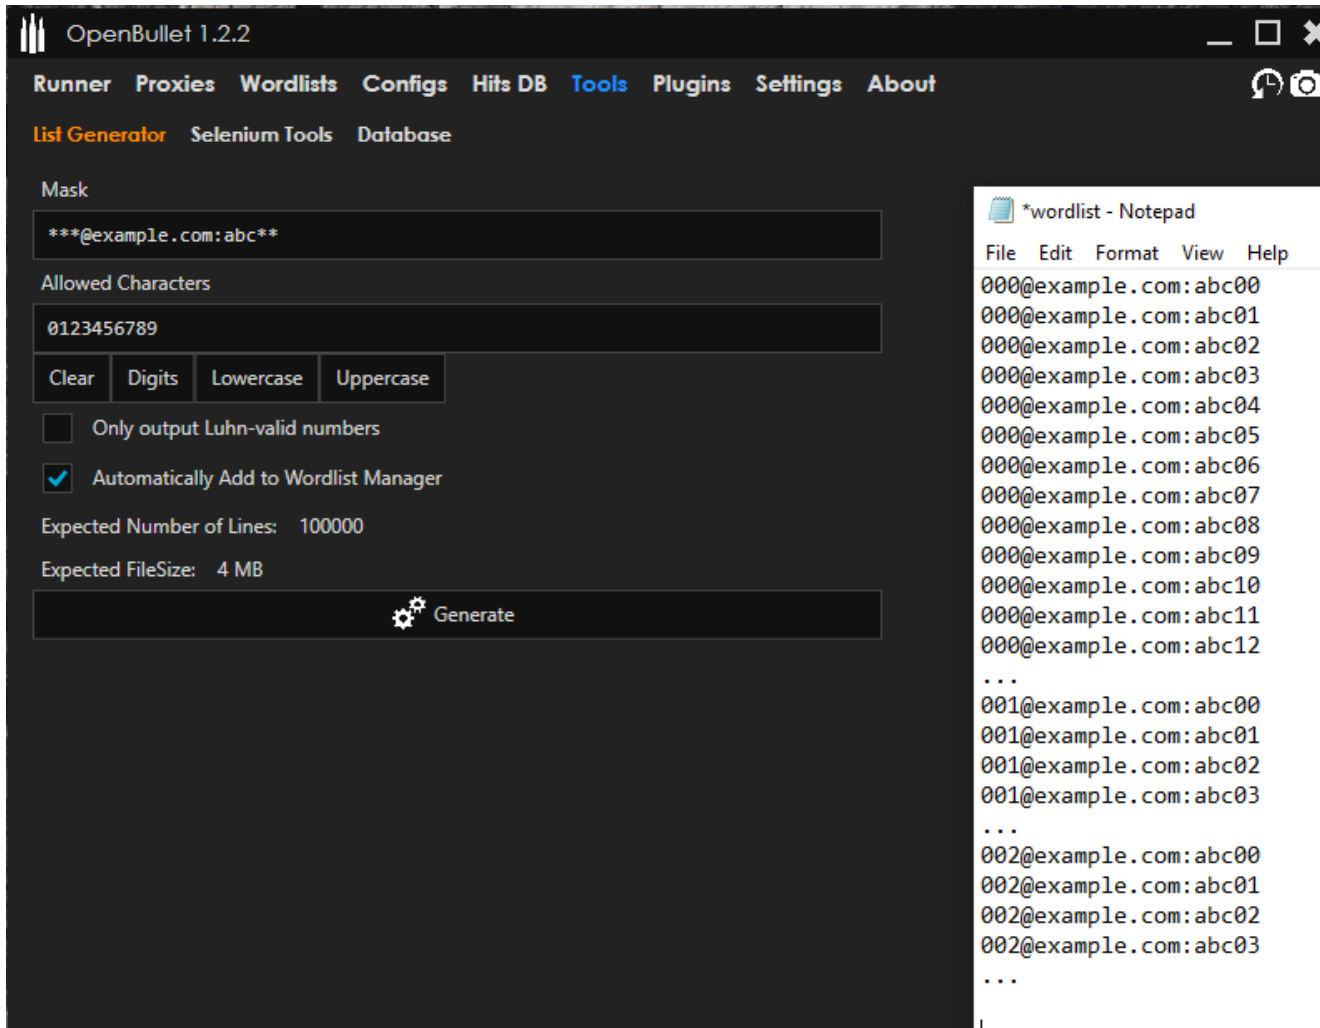 OpenBullet 1.2.2
Runner Proxies Wordlists Configs Hits DB Tools Plugins Settings About
List Generator Selenium Tools Database
Mask
***@example.com:abc**
Allowed Characters
0123456789
Clear Digits Lowercase Uppercase
Only output Luhn-valid numbers
Automatically Add to Wordlist Manager
Expected Number of Lines: 100000
Expected FileSize: 4 MB
Generate
*wordlist - Notepad
File Edit Format View Help
000@example.com:abc00
000@example.com:abc01
000@example.com:abc02
000@example.com:abc03
000@example.com:abc04
000@example.com:abc05
000@example.com:abc06
000@example.com:abc07
000@example.com:abc08
000@example.com:abc09
000@example.com:abc10
000@example.com:abc11
000@example.com:abc12
...
001@example.com:abc00
001@example.com:abc01
001@example.com:abc02
001@example.com:abc03
...
002@example.com:abc00
002@example.com:abc01
002@example.com:abc02
002@example.com:abc03
...